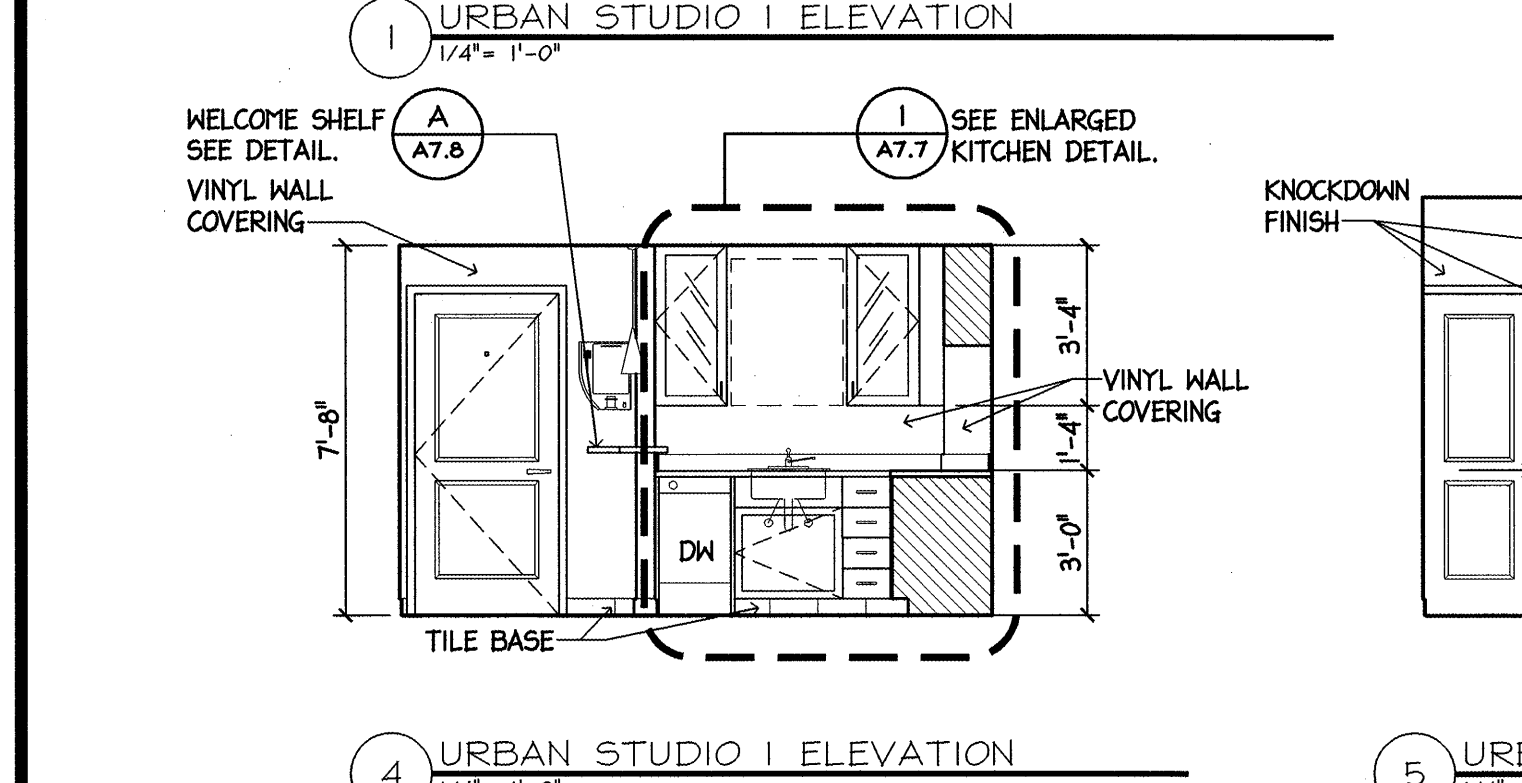 1
URBAN STUDIO 1 ELEVATION
1/4"= 1'-0"
WELCOME SHELF
SEE DETAIL.
A
A7.8
1
A7.7
SEE ENLARGED
KITCHEN DETAIL.
VINYL WALL
COVERING
KNOCKDOWN
FINISH
7'-8"
3'-4"
1'-4"
3'-0"
VINYL WALL
COVERING
DW
TILE BASE
4
URBAN STUDIO 1 ELEVATION
5